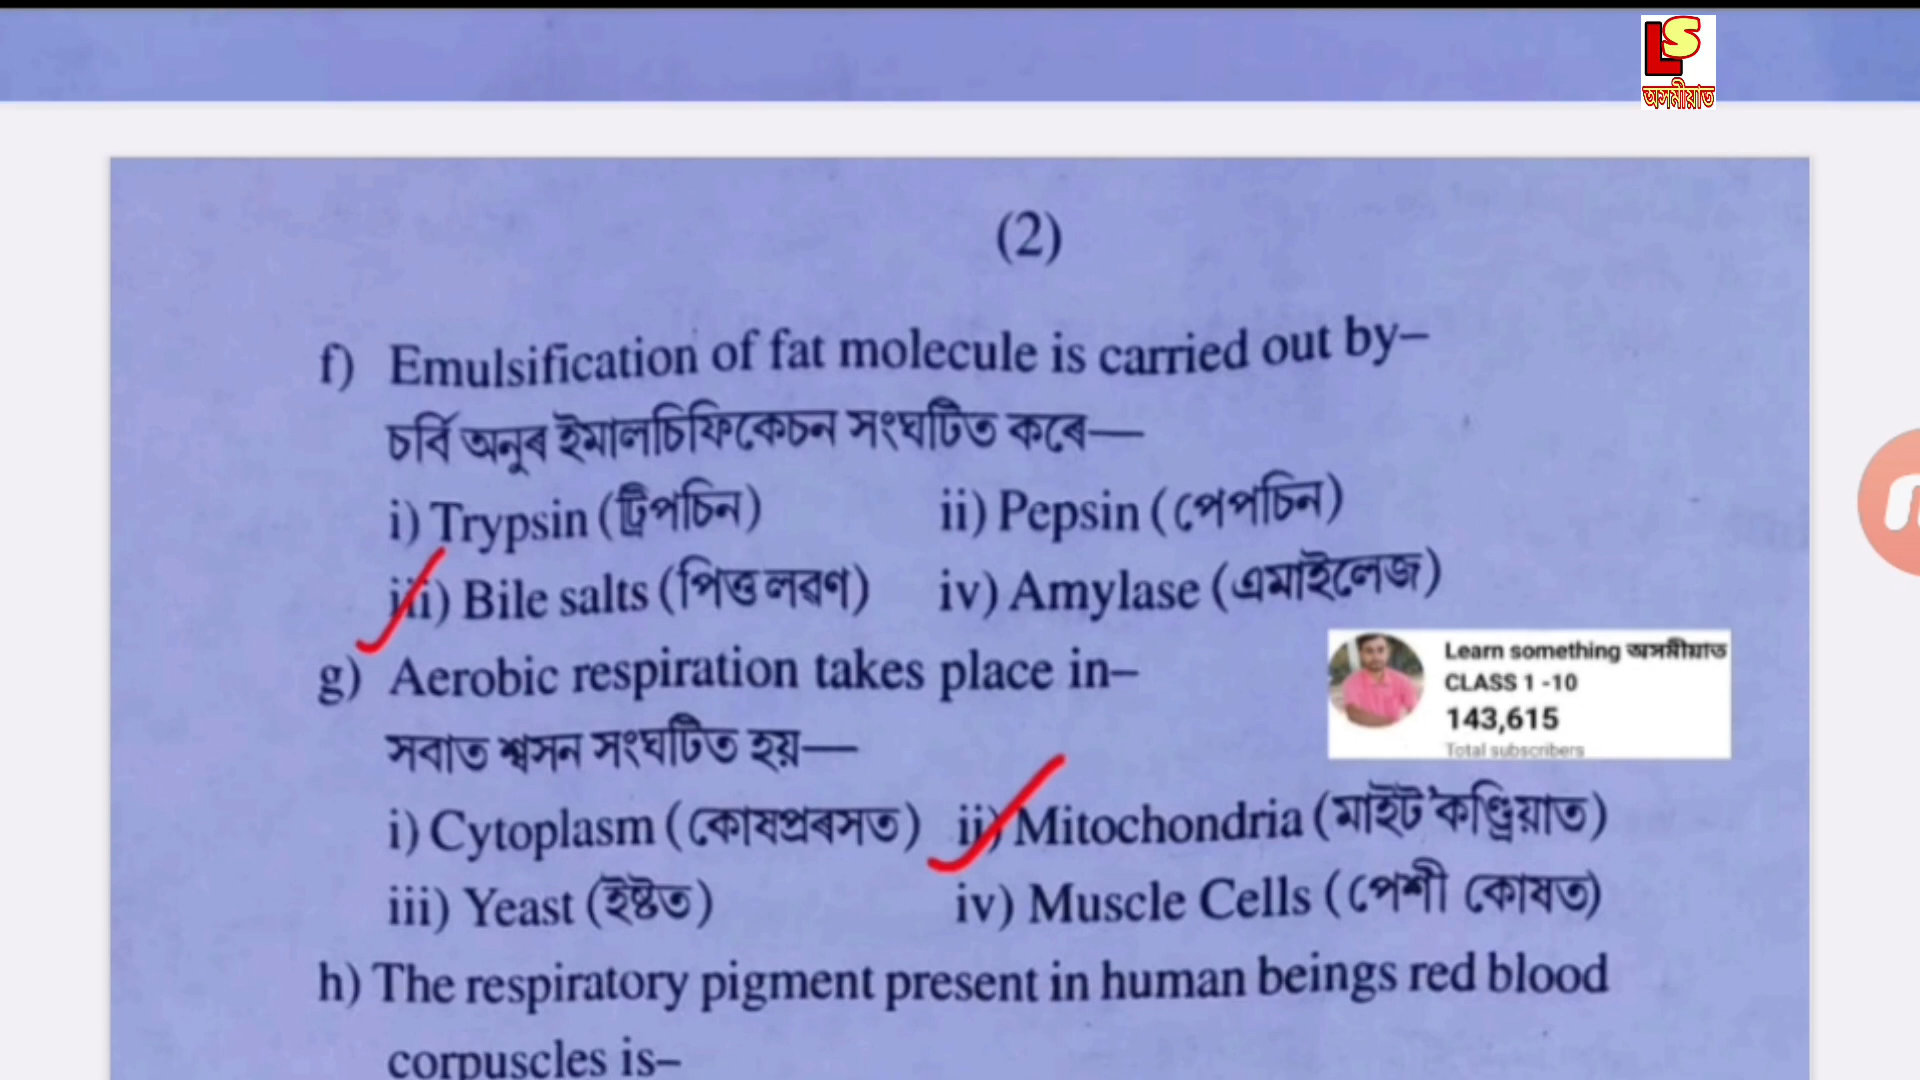 LS
অসমীয়াত
(2)
f) Emulsification of fat molecule is carried out by–
চৰ্বি অনুৰ ইমালচিফিকেচন সংঘটিত কৰে—
i) Trypsin (ট্ৰিপচিন) ii) Pepsin (পেপচিন)
iii) Bile salts (পিত্ত লৱণ) iv) Amylase (এমাইলেজ)
g) Aerobic respiration takes place in–
সবাত শ্বসন সংঘটিত হয়—
Learn something অসমীয়াত
CLASS 1 -10
143,615
Total subscribers
i) Cytoplasm (কোষপ্ৰৰসত) ii) Mitochondria (মাইট'কণ্ড্ৰিয়াত)
iii) Yeast (ইষ্টত) iv) Muscle Cells (পেশী কোষত)
h) The respiratory pigment present in human beings red blood
corpuscles is–